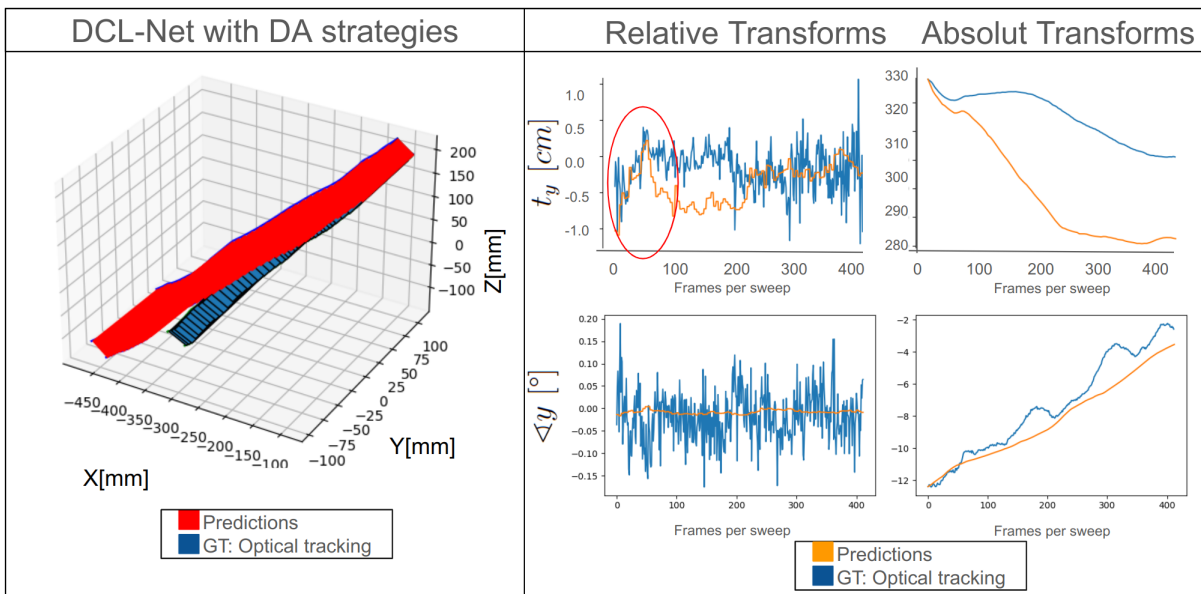 DCL-Net with DA strategies
Relative Transforms
Absolut Transforms
200
150
100
50
0
−50
−100
Z[mm]
−450
−400
−350
−300
−250
−200
−150
−100
X[mm]
100
75
50
25
0
−25
−50
−75
−100
Y[mm]
Predictions
GT: Optical tracking
t_y [cm]
1.0
0.5
0.0
-0.5
-1.0
0 100 200 300 400
Frames per sweep
330
320
310
300
290
280
0 100 200 300 400
Frames per sweep
∢y [°]
0.20
0.15
0.10
0.05
0.00
−0.05
−0.10
−0.15
0 100 200 300 400
Frames per sweep
−2
−4
−6
−8
−10
−12
0 100 200 300 400
Frames per sweep
Predictions
GT: Optical tracking